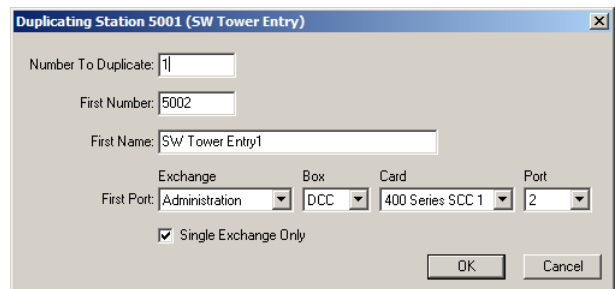 Duplicating Station 5001 (SW Tower Entry)
Number To Duplicate: 1
First Number: 5002
First Name: SW Tower Entry1
Exchange Box Card Port
First Port: Administration DCC 400 Series SCC 1 2
Single Exchange Only
OK Cancel